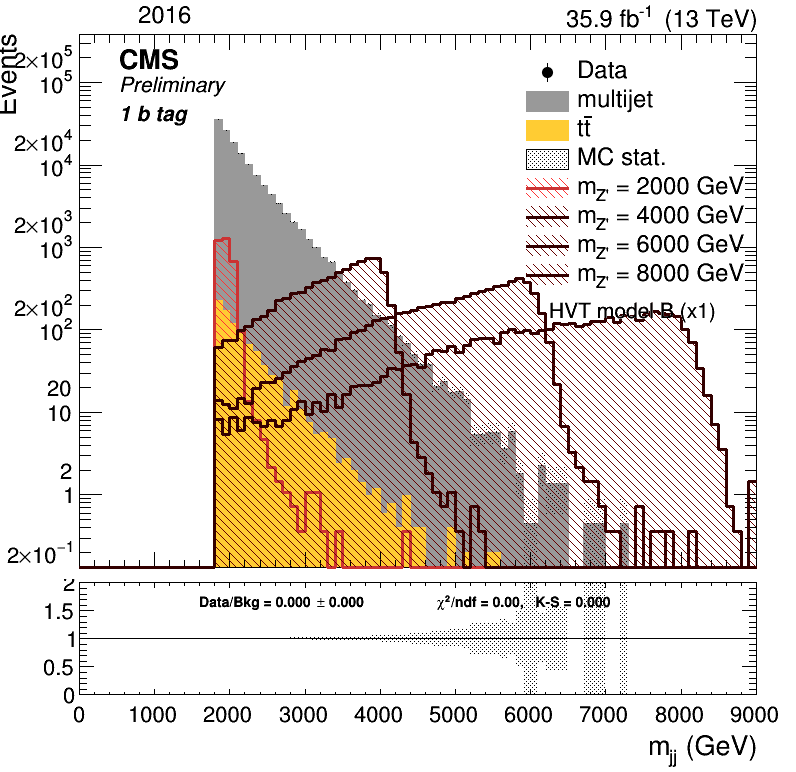 2016
35.9 fb⁻¹ (13 TeV)
Events
CMS
Preliminary
1 b tag
Data
multijet
tt̄
MC stat.
m_Z' = 2000 GeV
m_Z' = 4000 GeV
m_Z' = 6000 GeV
m_Z' = 8000 GeV
HVT model B (x1)
2×10⁵
10⁵
2×10⁴
10⁴
2×10³
10³
2×10²
10²
20
10
2
1
2×10⁻¹
Data/Bkg = 0.000 ± 0.000
χ²/ndf = 0.00, K-S = 0.000
2
1.5
1
0.5
0
0 1000 2000 3000 4000 5000 6000 7000 8000 9000
m_jj (GeV)